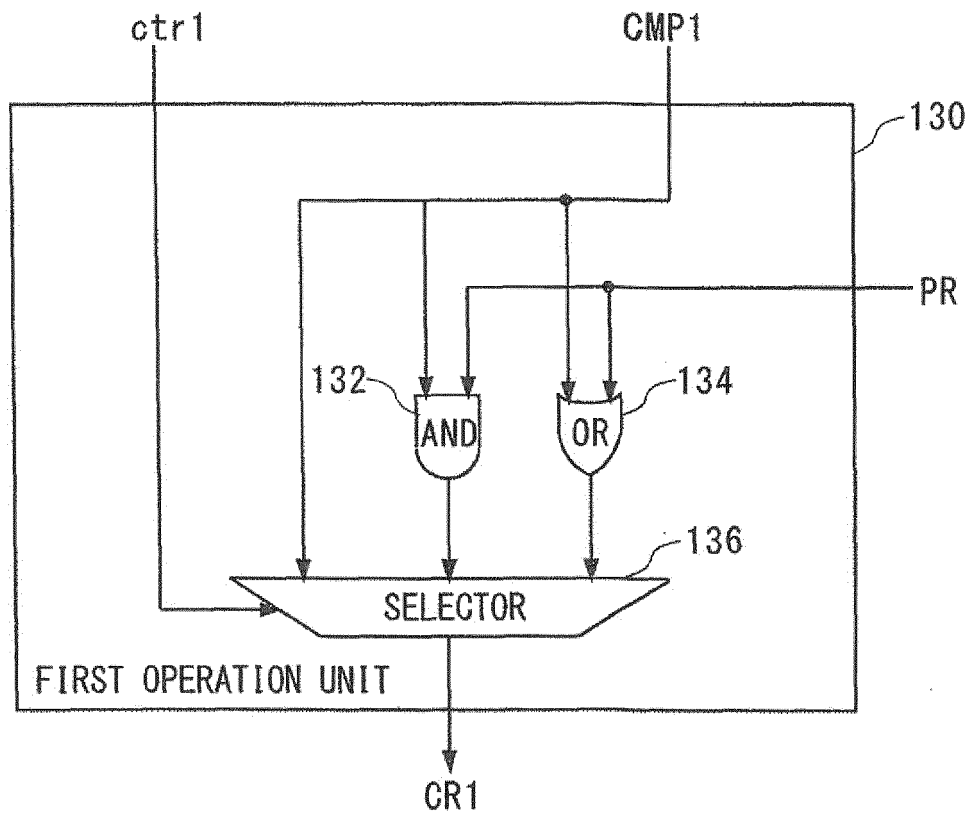 ctr1
CMP1
130
PR
132
134
AND
OR
136
SELECTOR
FIRST OPERATION UNIT
CR1